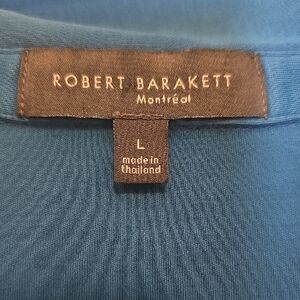 ROBERT BARAKETT
Montréal
L
made in
thailand